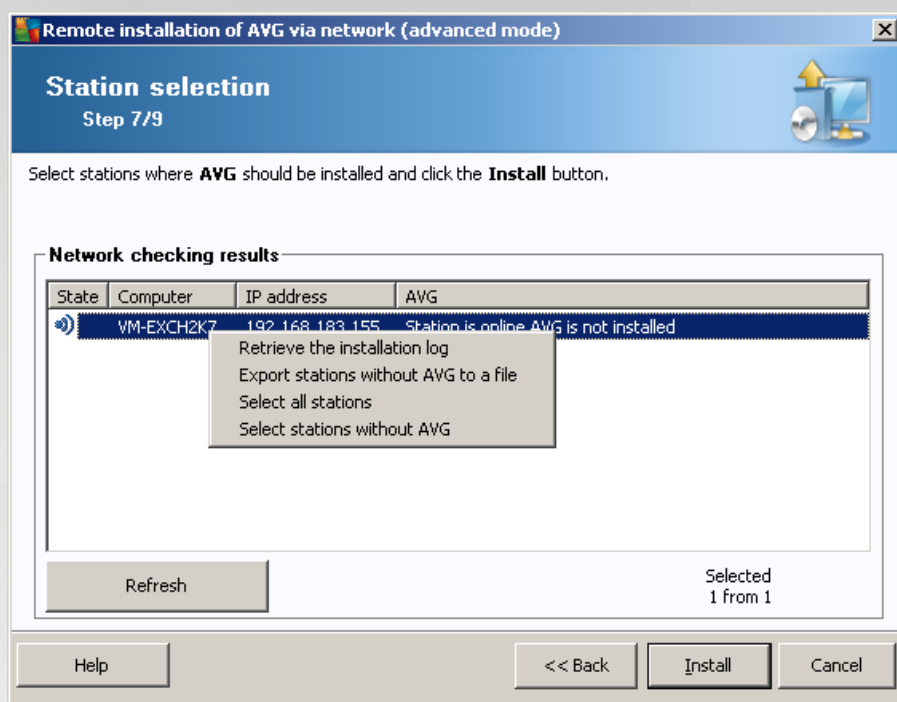 Remote installation of AVG via network (advanced mode)
Station selection
Step 7/9
Select stations where AVG should be installed and click the Install button.
Network checking results
State Computer IP address AVG
VM-EXCH2K7 192.168.183.155 Station is online AVG is not installed
Retrieve the installation log
Export stations without AVG to a file
Select all stations
Select stations without AVG
Refresh
Selected
1 from 1
Help << Back Install Cancel